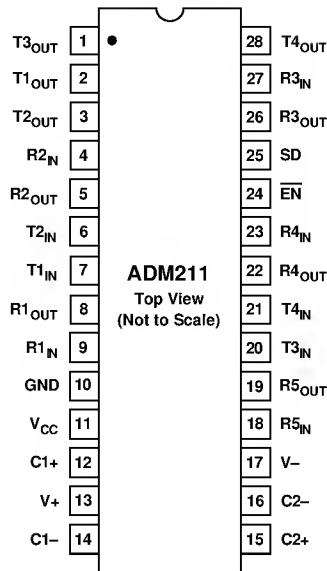 T3OUT 1 28 T4OUT
T1OUT 2 27 R3IN
T2OUT 3 26 R3OUT
R2IN 4 25 SD
R2OUT 5 24 E̅N̅
T2IN 6 23 R4IN
T1IN 7 22 R4OUT
R1OUT 8 21 T4IN
R1IN 9 20 T3IN
GND 10 19 R5OUT
VCC 11 18 R5IN
C1+ 12 17 V–
V+ 13 16 C2–
C1– 14 15 C2+
ADM211
Top View
(Not to Scale)